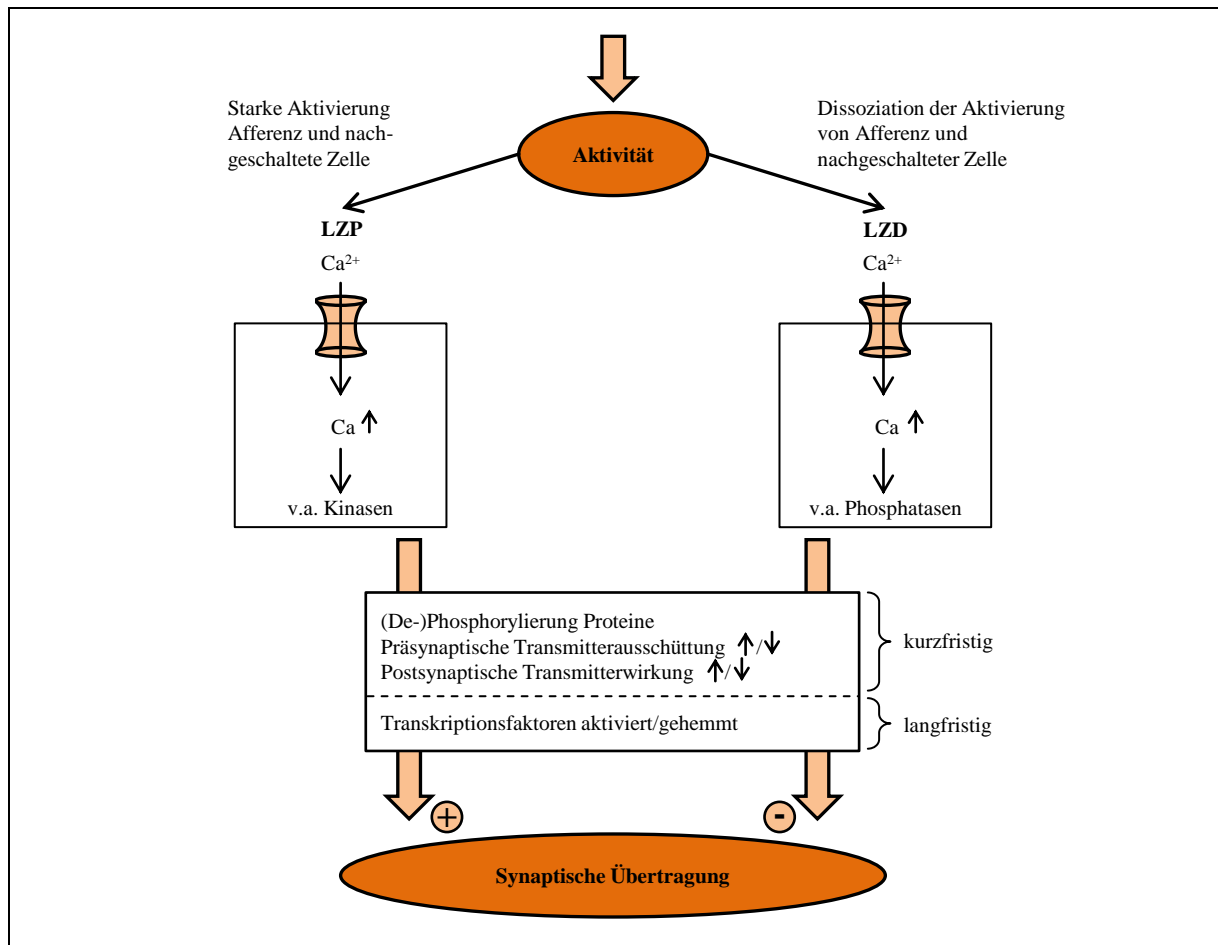 Starke Aktivierung
Afferenz und nach-
geschaltete Zelle
Dissoziation der Aktivierung
von Afferenz und
nachgeschalteter Zelle
Aktivität
LZP
LZD
Ca²⁺
Ca²⁺
Ca ↑
Ca ↑
v.a. Kinasen
v.a. Phosphatasen
(De-)Phosphorylierung Proteine
Präsynaptische Transmitterausschüttung ↑/↓
Postsynaptische Transmitterwirkung ↑/↓
kurzfristig
Transkriptionsfaktoren aktiviert/gehemmt
langfristig
+
-
Synaptische Übertragung